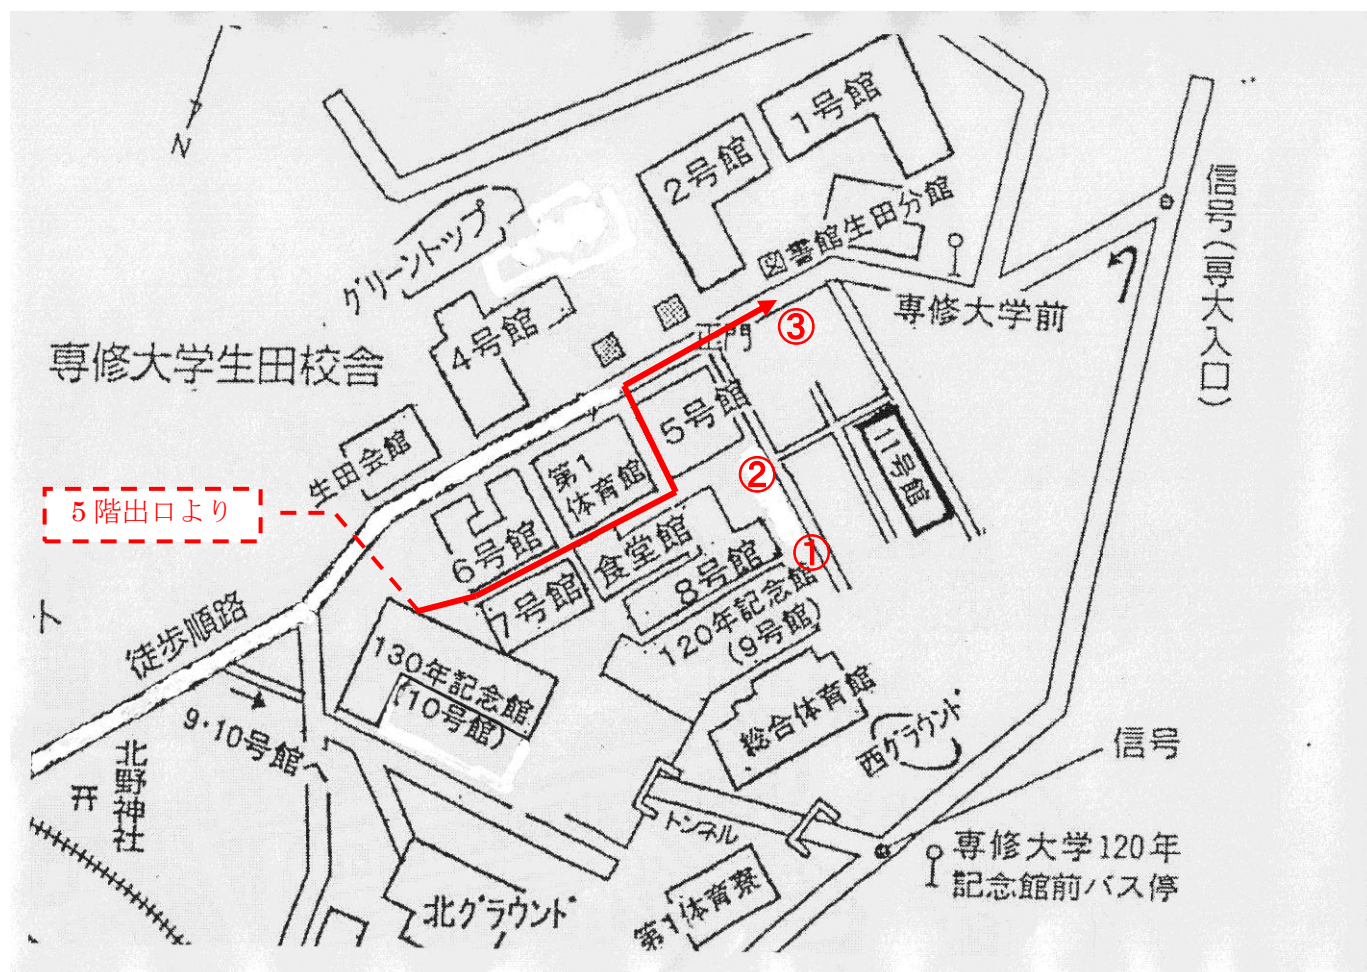 N
1号館
2号館
図書館生田分館
信号(専大入口)
グリーントップ
4号館
専修大学前
正門
③
専修大学生田校舎
5号館
生田会館
第1
体育館
②
11号館
5階出口より
6号館
食堂館
①
7号館
8号館
120年記念館
(9号館)
ト
徒歩順路
130年記念館
(10号館)
総合体育館
西グラウンド
9・10号館
信号
北野神社
トンネル
専修大学120年
記念館前バス停
第1体育寮
北グラウンド